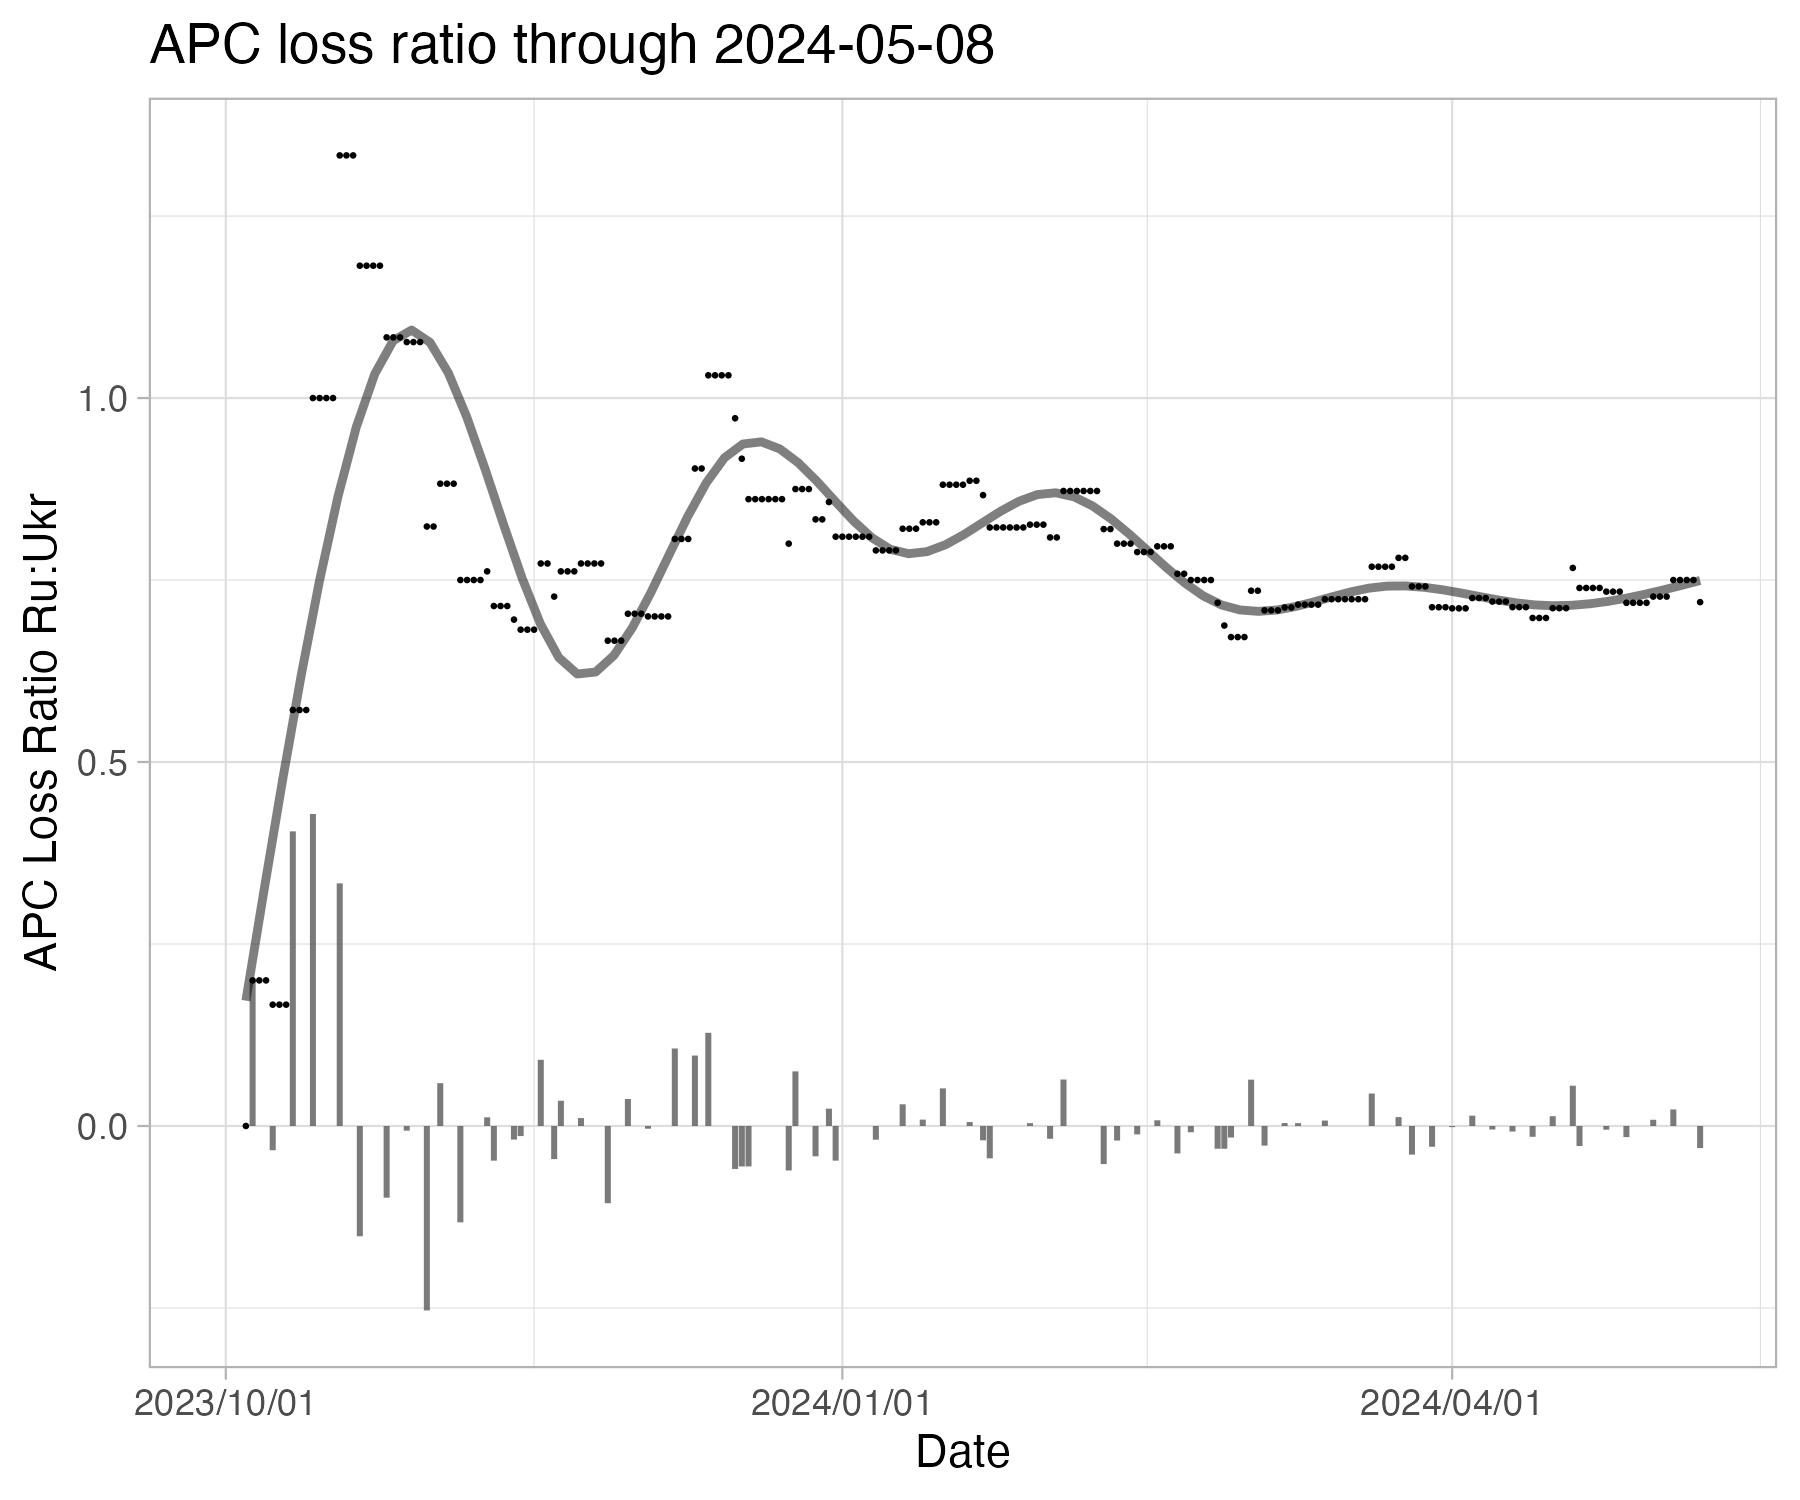 APC loss ratio through 2024-05-08
APC Loss Ratio Ru:Ukr
1.0
0.5
0.0
2023/10/01
2024/01/01
2024/04/01
Date